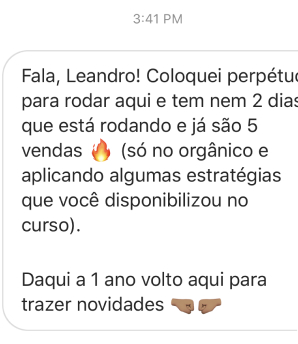 3:41 PM
Fala, Leandro! Coloquei perpétuo
para rodar aqui e tem nem 2 dias
que está rodando e já são 5
vendas 🔥 (só no orgânico e
aplicando algumas estratégias
que você disponibilizou no
curso).
Daqui a 1 ano volto aqui para
trazer novidades 🤜🏽🤛🏽